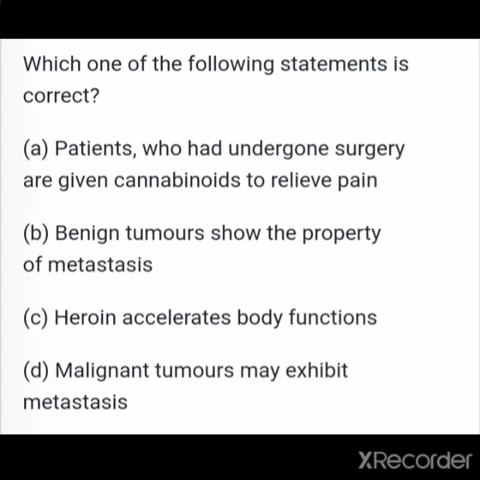 Which one of the following statements is
correct?
(a) Patients, who had undergone surgery
are given cannabinoids to relieve pain
(b) Benign tumours show the property
of metastasis
(c) Heroin accelerates body functions
(d) Malignant tumours may exhibit
metastasis
XRecorder